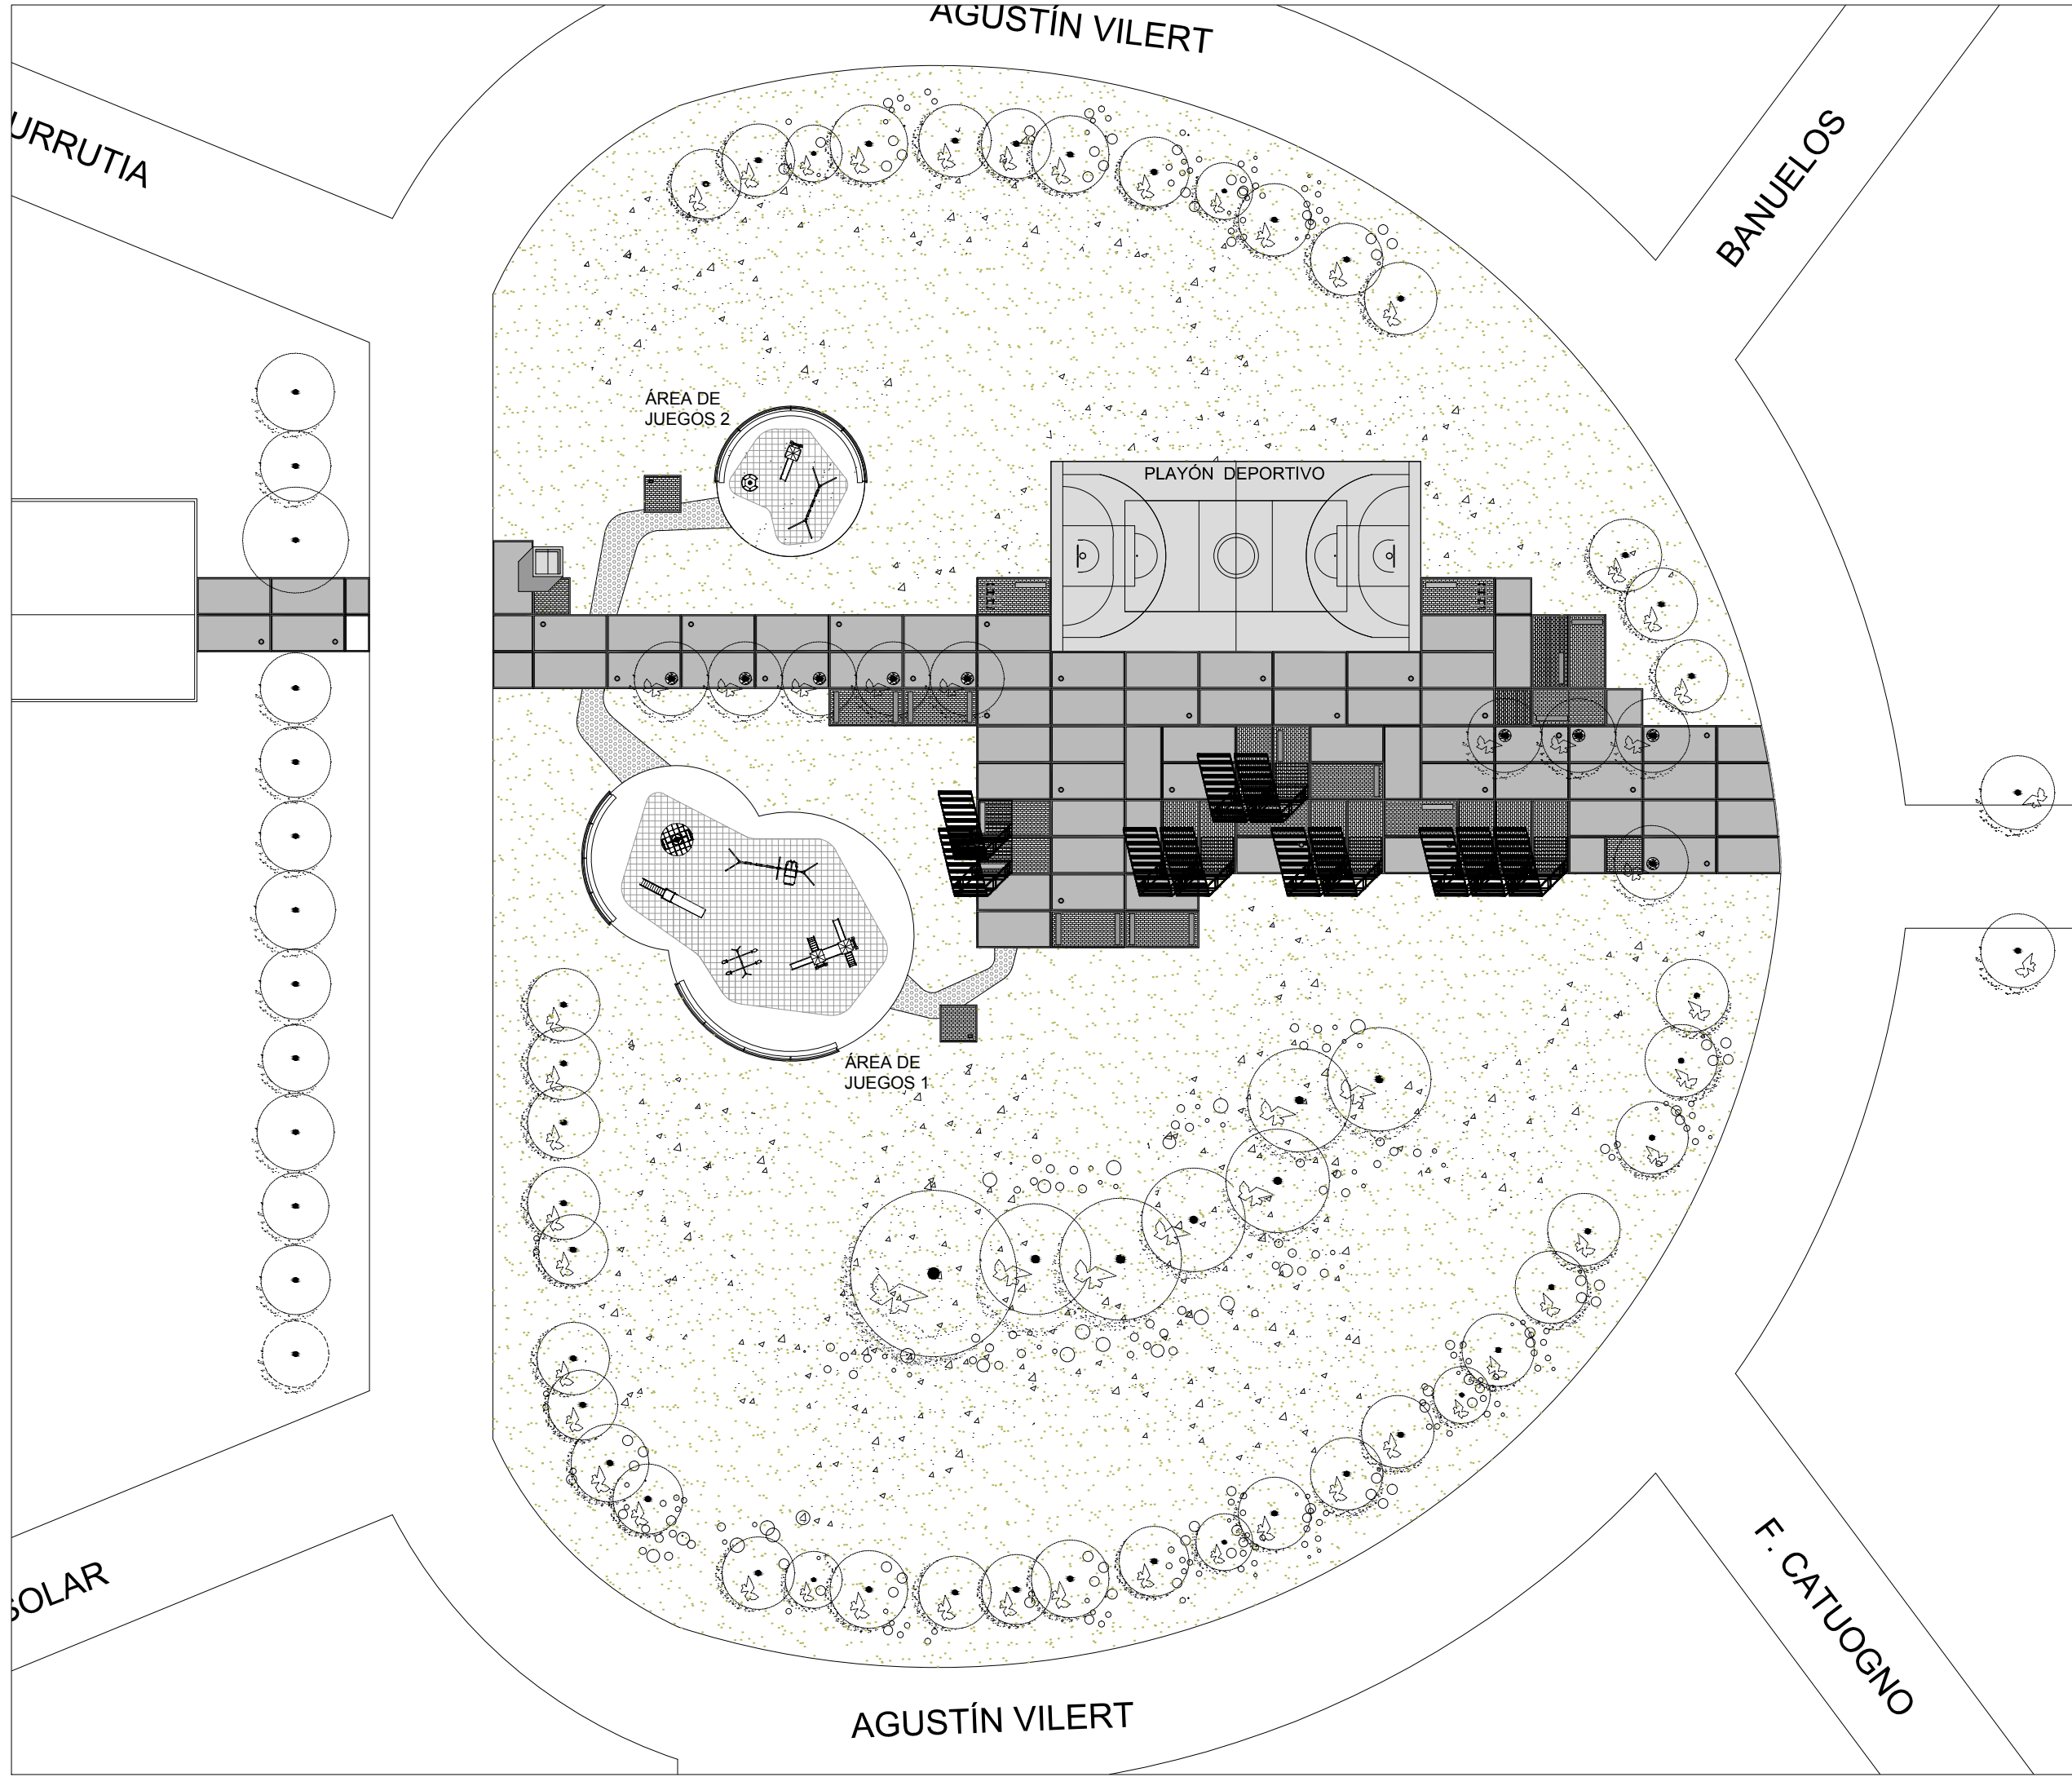 AGUSTÍN VILERT
URRUTIA
BANUELOS
ÁREA DE
JUEGOS 2
PLAYÓN DEPORTIVO
ÁREA DE
JUEGOS 1
SOLAR
F. CATUOGNO
AGUSTÍN VILERT